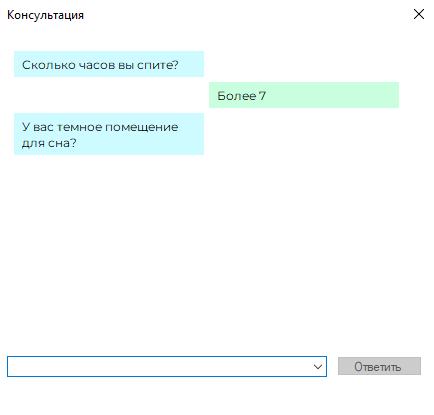 Консультация
Сколько часов вы спите?
Более 7
У вас темное помещение
для сна?
Ответить